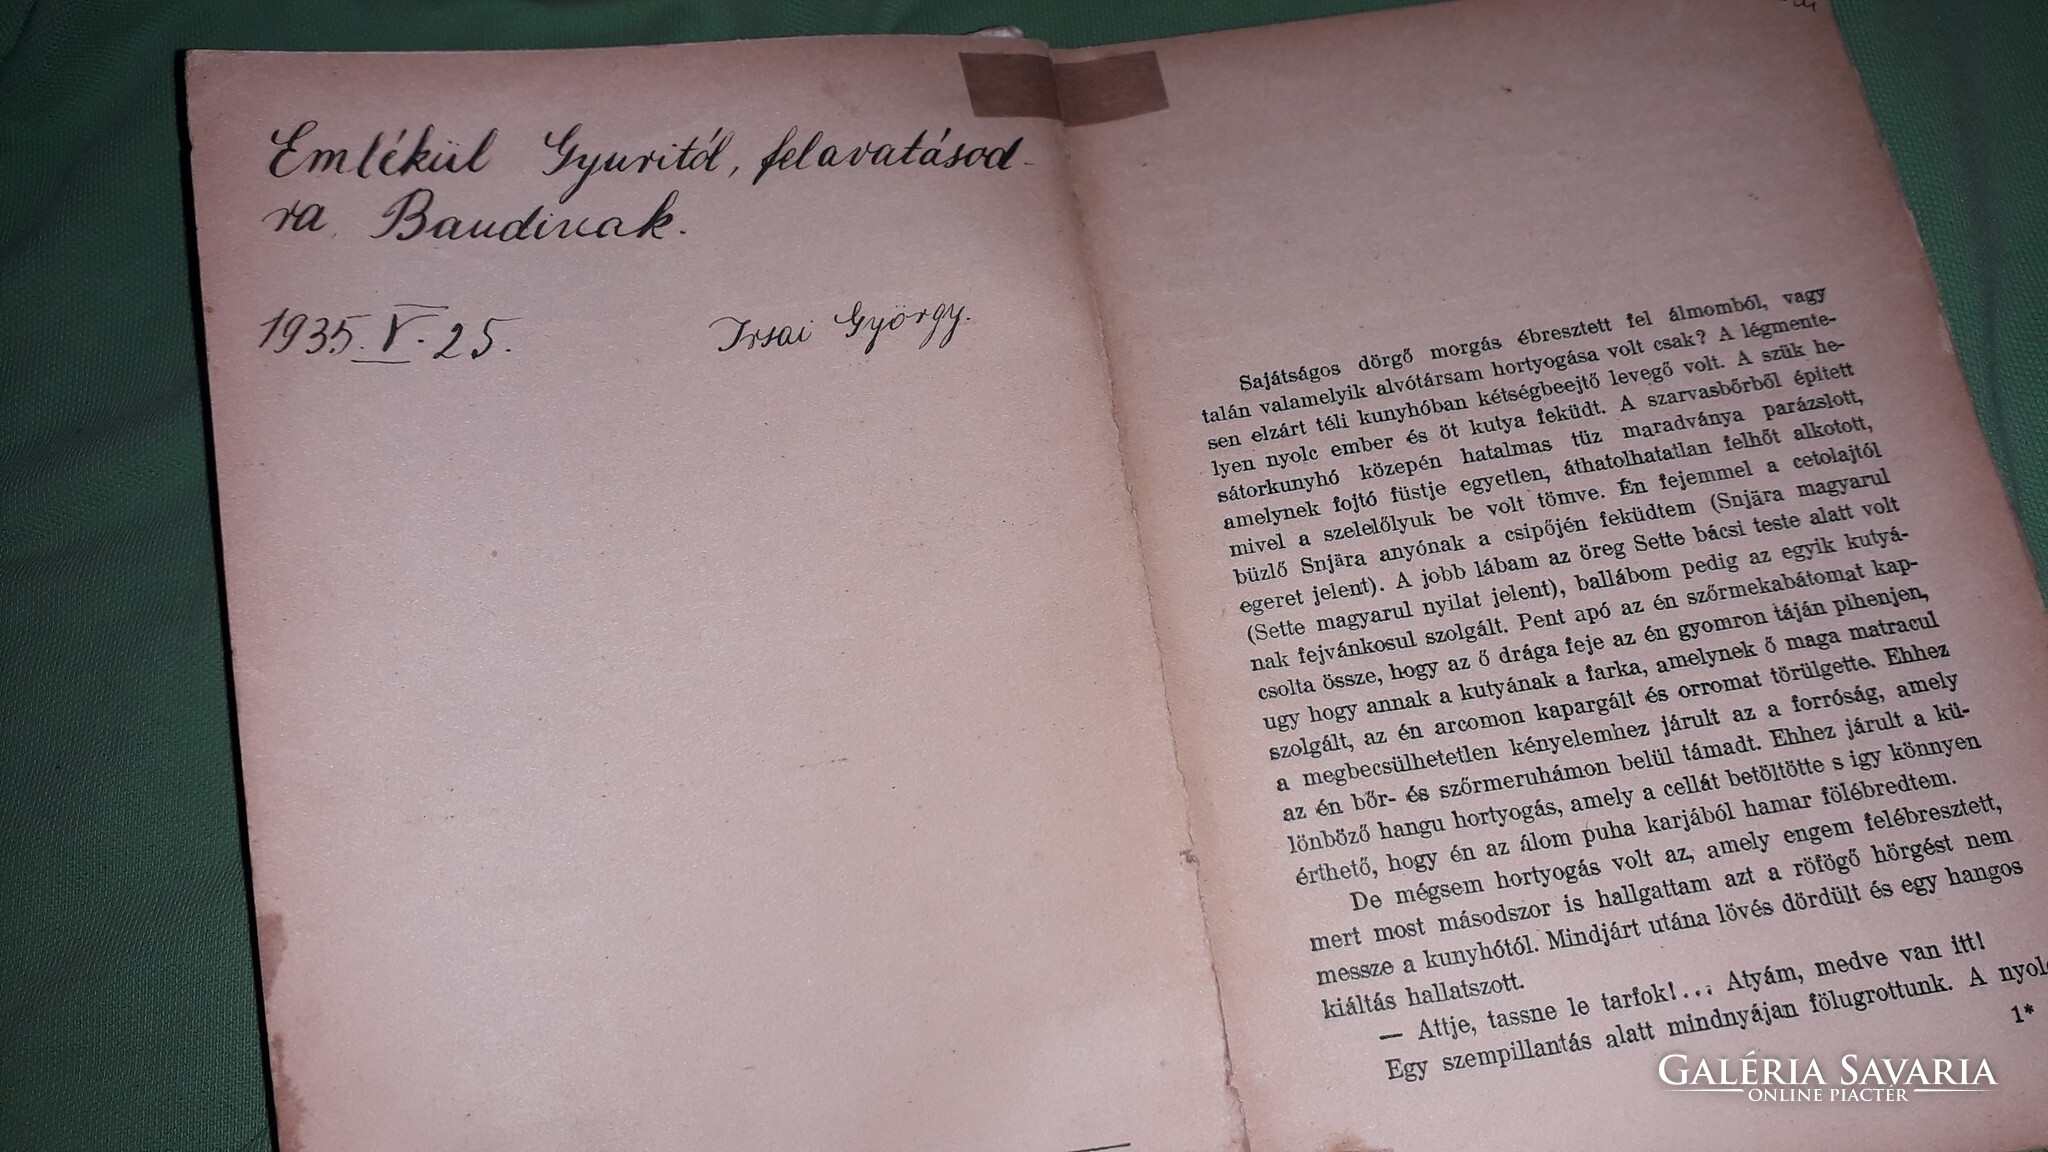 Emlékül Gyuritól, felavatásod-
ra Baudinak.
1935. V. 25.
Irsai György.
Sajátságos dörgő morgás ébresztett fel álmomból, vagy
talán valamelyik alvótársam hortyogása volt csak? A légmente-
sen elzárt téli kunyhóban kétségbeejtő levegő volt. A szük he-
lyen nyolc ember és öt kutya feküdt. A szarvasbőrből épitett
sátorkunyhó közepén hatalmas tüz maradványa parázslott,
amelynek fojtó füstje egyetlen, áthatolhatatlan felhőt alkotott,
mivel a szelelőlyuk be volt tömve. Én fejemmel a cetolajtól
büzlő Snjära anyónak a csipőjén feküdtem (Snjära magyarul
egeret jelent). A jobb lábam az öreg Sette bácsi teste alatt volt
(Sette magyarul nyilat jelent), ballábom pedig az egyik kutyá-
nak fejvánkosul szolgált. Pent apó az én szőrmekabátomat kap-
csolta össze, hogy az ő drága feje az én gyomron táján pihenjen,
ugy hogy annak a kutyának a farka, amelynek ő maga matracul
szolgált, az én arcomon kapargált és orromat törülgette. Ehhez
a megbecsülhetetlen kényelemhez járult az a forróság, amely
az én bőr- és szőrmeruhámon belül támadt. Ehhez járult a kü-
lönböző hangu hortyogás, amely a cellát betöltötte s igy könnyen
érthető, hogy én az álom puha karjából hamar fölébredtem.
De mégsem hortyogás volt az, amely engem felébresztett,
mert most másodszor is hallgattam azt a röfögő hörgést nem
messze a kunyhótól. Mindjárt utána lövés dördült és egy hangos
kiáltás hallatszott.
— Attje, tassne le tarfok!... Atyám, medve van itt!
Egy szempillantás alatt mindnyájan fölugrottunk. A nyolc
1*
GALÉRIA SAVARIA
ONLINE PIACTÉR